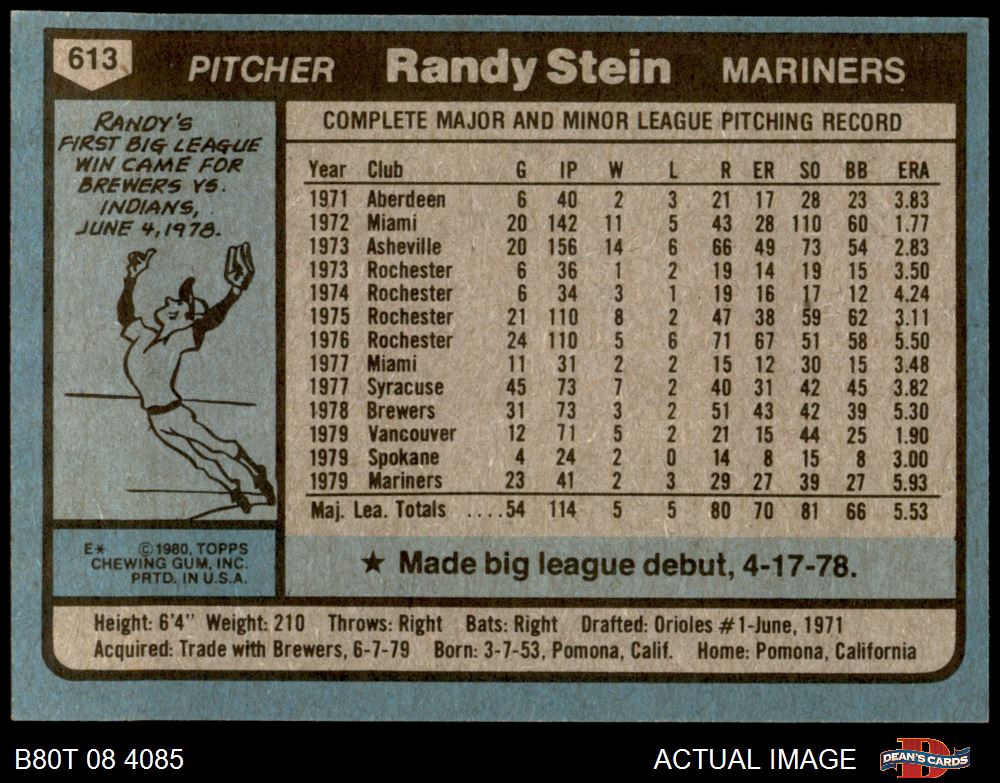 613
PITCHER Randy Stein MARINERS
RANDY'S
FIRST BIG LEAGUE
WIN CAME FOR
BREWERS VS.
INDIANS,
JUNE 4, 1978.
COMPLETE MAJOR AND MINOR LEAGUE PITCHING RECORD
Year Club G IP W L R ER SO BB ERA
1971 Aberdeen 6 40 2 3 21 17 28 23 3.83
1972 Miami 20 142 11 5 43 28 110 60 1.77
1973 Asheville 20 156 14 6 66 49 73 54 2.83
1973 Rochester 6 36 1 2 19 14 19 15 3.50
1974 Rochester 6 34 3 1 19 16 17 12 4.24
1975 Rochester 21 110 8 2 47 38 59 62 3.11
1976 Rochester 24 110 5 6 71 67 51 58 5.50
1977 Miami 11 31 2 2 15 12 30 15 3.48
1977 Syracuse 45 73 7 2 40 31 42 45 3.82
1978 Brewers 31 73 3 2 51 43 42 39 5.30
1979 Vancouver 12 71 5 2 21 15 44 25 1.90
1979 Spokane 4 24 2 0 14 8 15 8 3.00
1979 Mariners 23 41 2 3 29 27 39 27 5.93
Maj. Lea. Totals ....54 114 5 5 80 70 81 66 5.53
E* ©1980, TOPPS
CHEWING GUM, INC.
PRTD. IN U.S.A.
★ Made big league debut, 4-17-78.
Height: 6'4" Weight: 210 Throws: Right Bats: Right Drafted: Orioles #1-June, 1971
Acquired: Trade with Brewers, 6-7-79 Born: 3-7-53, Pomona, Calif. Home: Pomona, California
B80T 08 4085 ACTUAL IMAGE DEAN'S CARDS